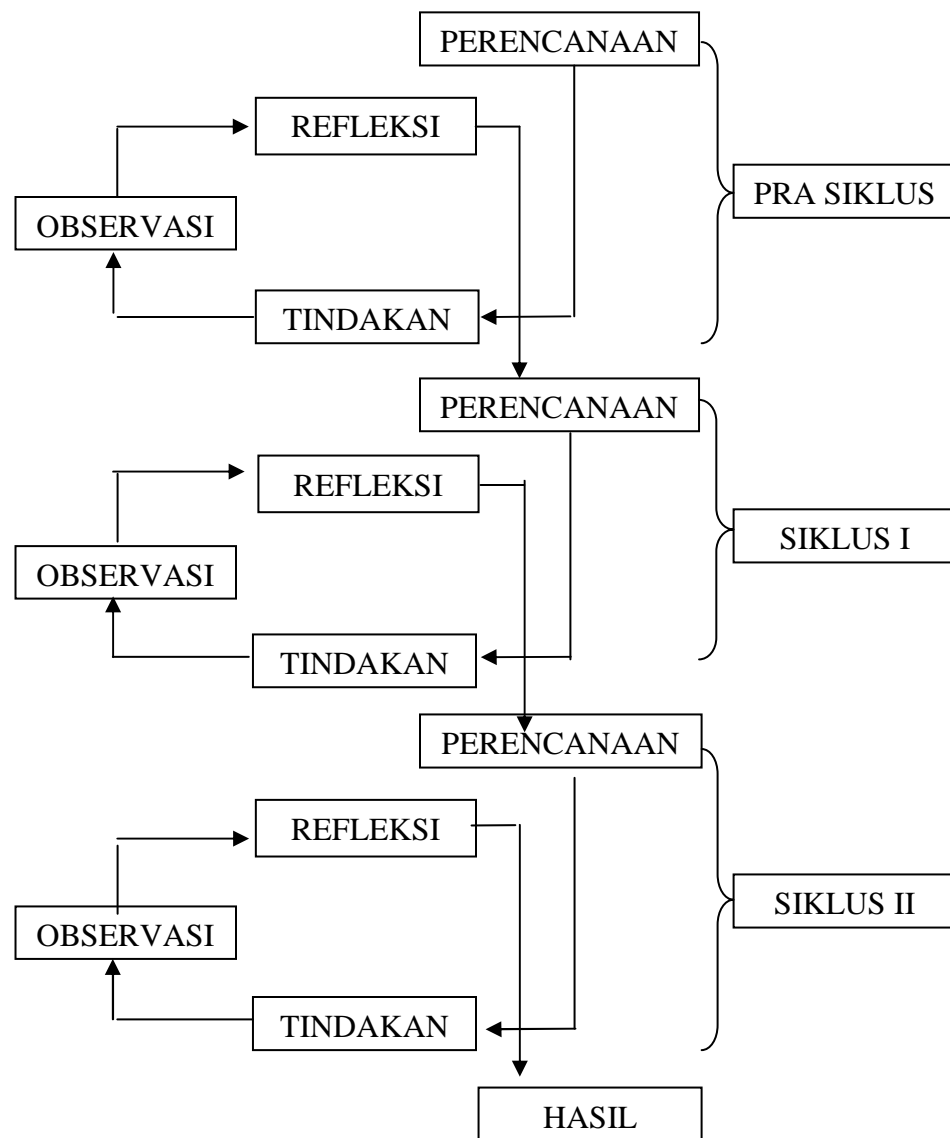 PERENCANAAN
REFLEKSI
PRA SIKLUS
OBSERVASI
TINDAKAN
PERENCANAAN
REFLEKSI
SIKLUS I
OBSERVASI
TINDAKAN
PERENCANAAN
REFLEKSI
SIKLUS II
OBSERVASI
TINDAKAN
HASIL